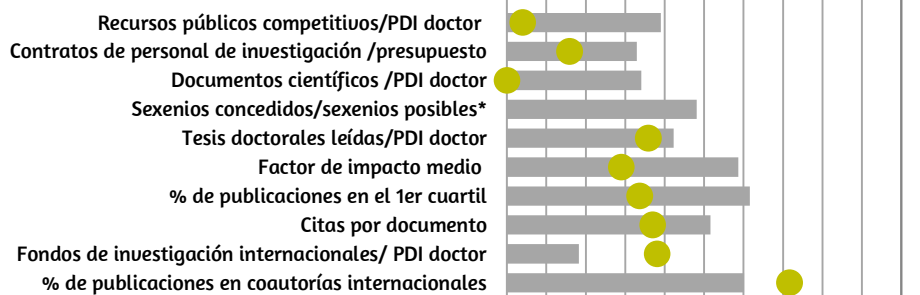 Recursos públicos competitivos/PDI doctor
Contratos de personal de investigación /presupuesto
Documentos científicos /PDI doctor
Sexenios concedidos/sexenios posibles*
Tesis doctorales leídas/PDI doctor
Factor de impacto medio
% de publicaciones en el 1er cuartil
Citas por documento
Fondos de investigación internacionales/ PDI doctor
% de publicaciones en coautorías internacionales